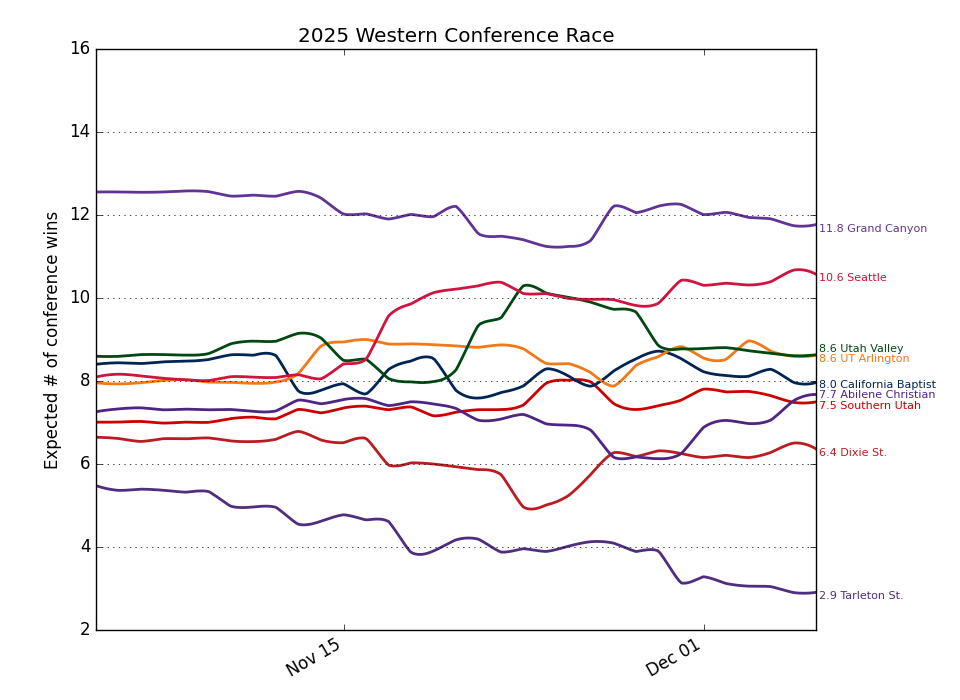 2025 Western Conference Race
Expected # of conference wins
16
14
12
10
8
6
4
2
Nov 15
Dec 01
11.8 Grand Canyon
10.6 Seattle
8.6 Utah Valley
8.6 UT Arlington
8.0 California Baptist
7.7 Abilene Christian
7.5 Southern Utah
6.4 Dixie St.
2.9 Tarleton St.